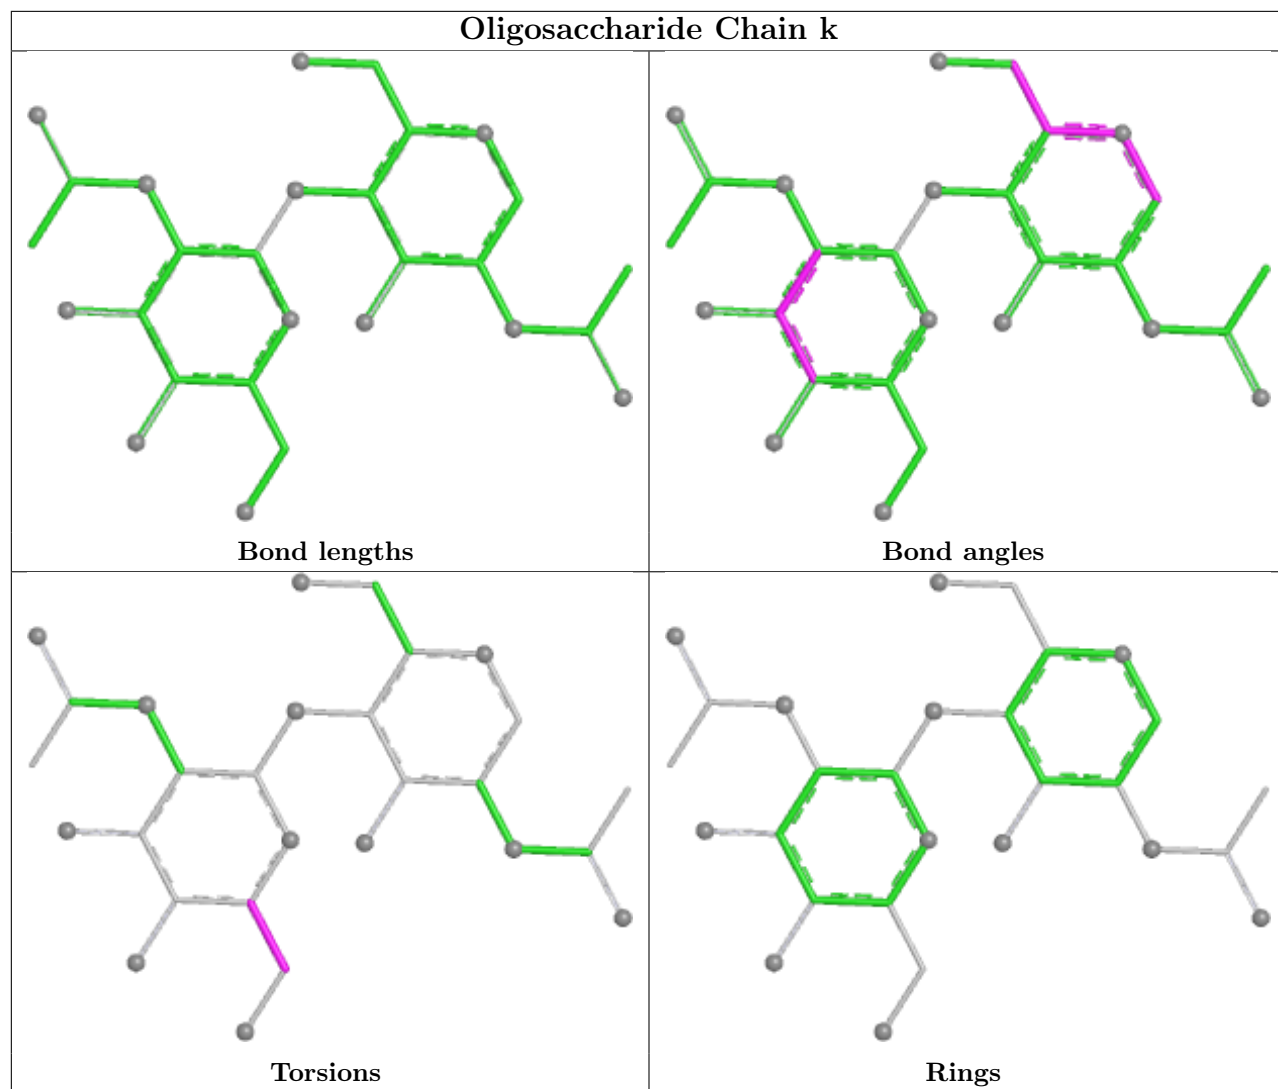 Oligosaccharide Chain k
Bond lengths
Bond angles
Torsions
Rings